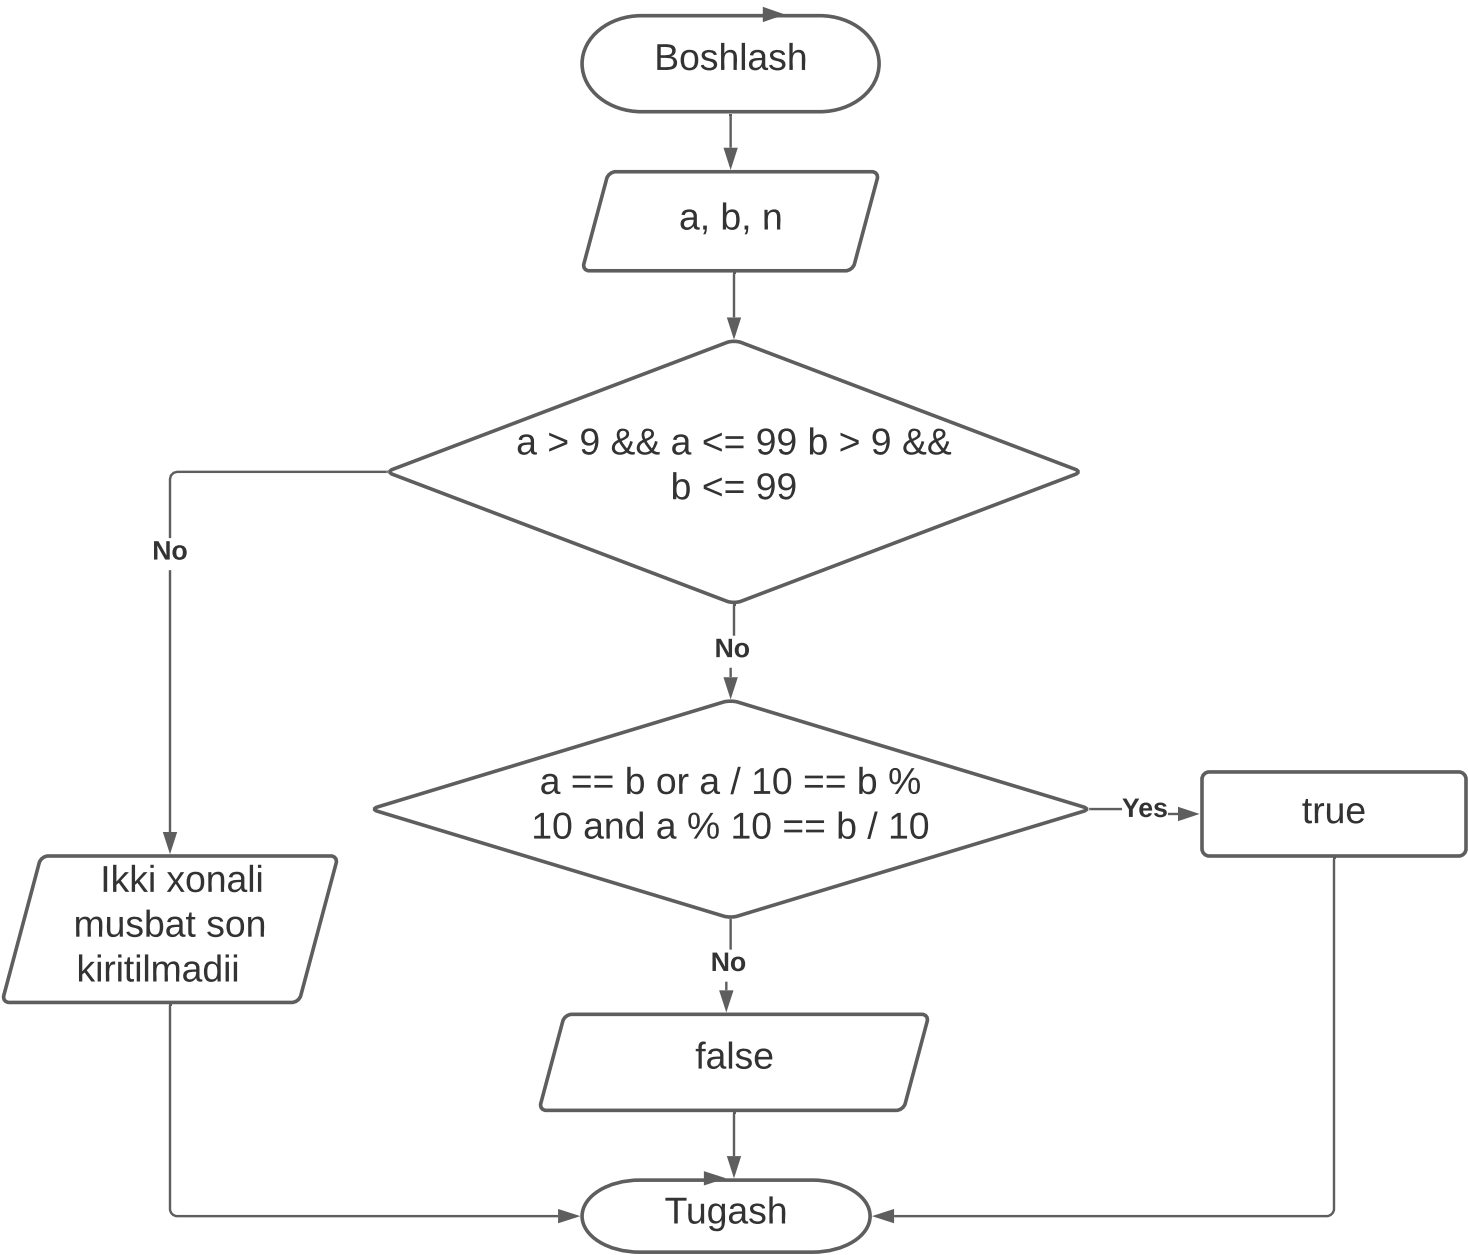 Boshlash
a, b, n
a > 9 && a <= 99 b > 9 &&
b <= 99
No
No
a == b or a / 10 == b %
10 and a % 10 == b / 10
Yes
true
Ikki xonali
musbat son
kiritilmadii
No
false
Tugash